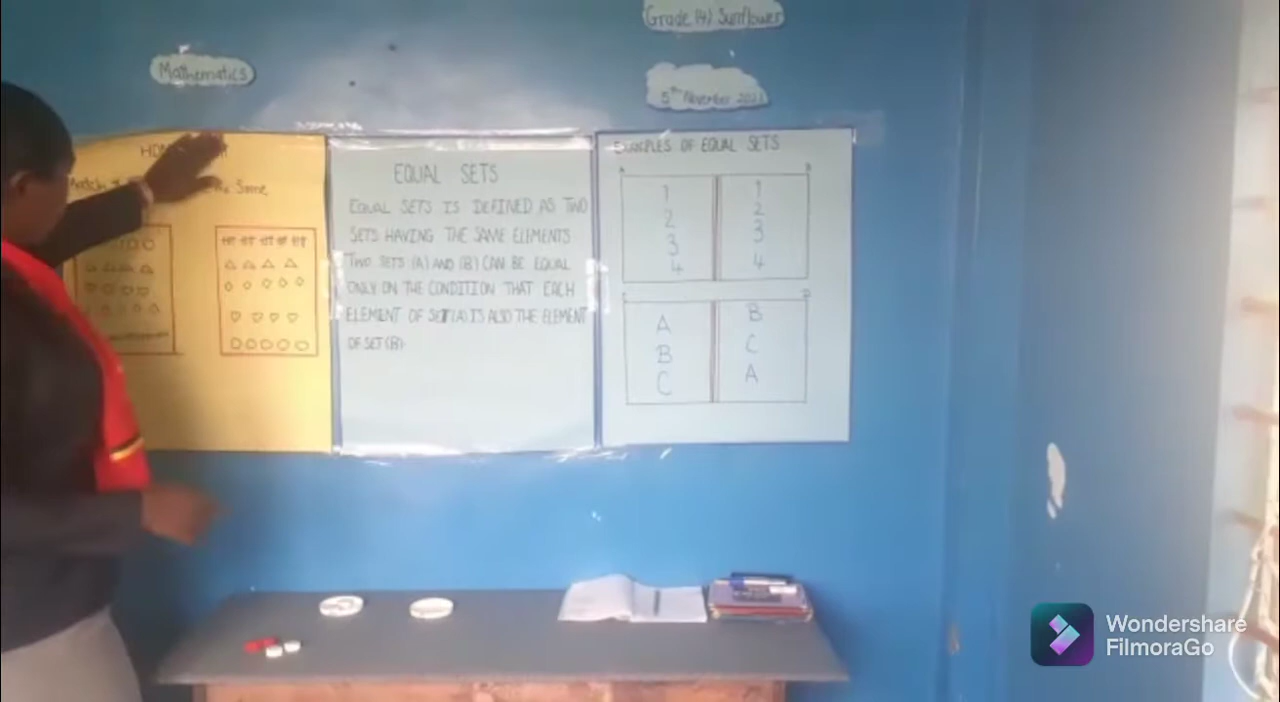 Grade (4) Sunflower
Mathematics
5th November
Same
EQUAL SETS
EQUAL SETS IS DEFINED AS TWO
SETS HAVING THE SAME ELEMENTS
TWO SETS (A) AND (B) CAN BE EQUAL
ONLY ON THE CONDITION THAT EACH
ELEMENT OF SET (A) IS ALSO THE ELEMENT
OF SET (B)
EXAMPLES OF EQUAL SETS
1 1
2 2
3 3
4 4
A B
B C
C A
Wondershare
FilmoraGo